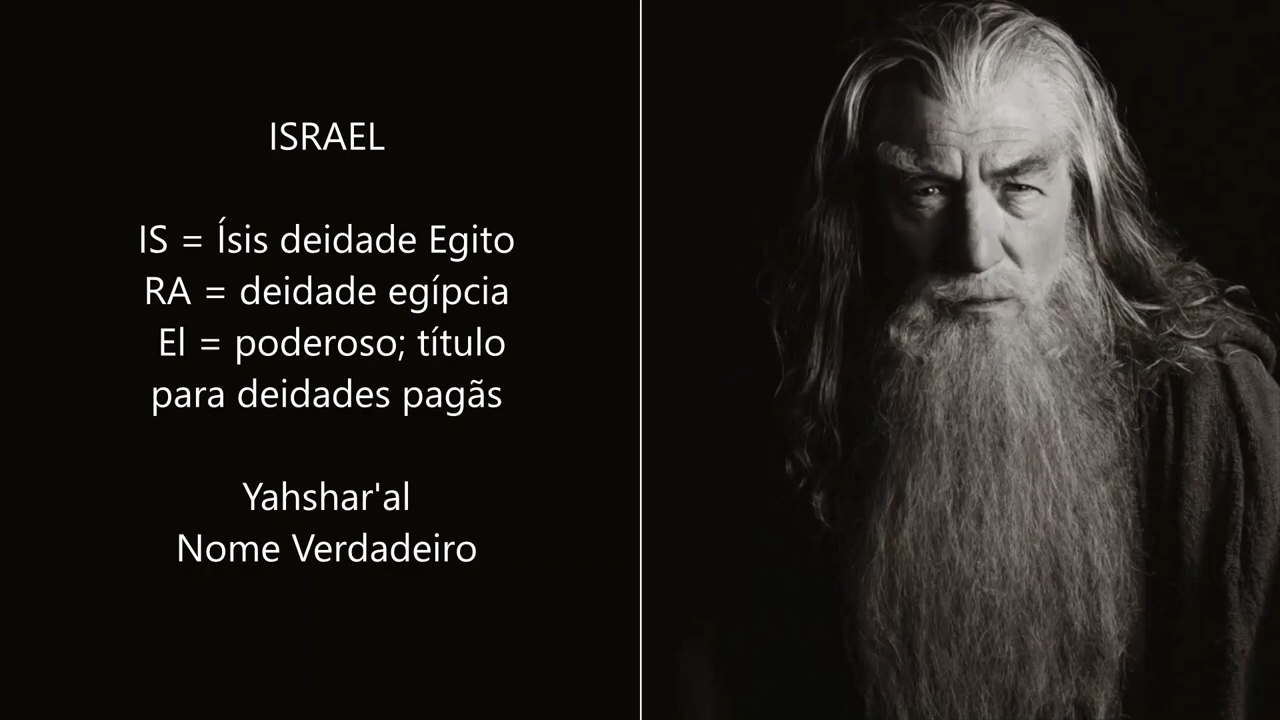 ISRAEL
IS = Ísis deidade Egito
RA = deidade egípcia
El = poderoso; título
para deidades pagãs
Yahshar'al
Nome Verdadeiro